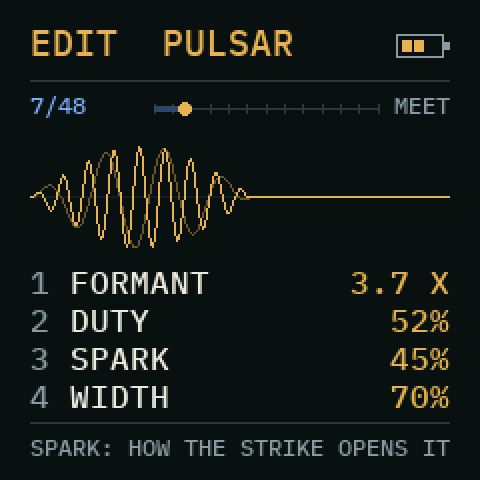 EDIT PULSAR
7/48 MEET
1 FORMANT 3.7 X
2 DUTY 52%
3 SPARK 45%
4 WIDTH 70%
SPARK: HOW THE STRIKE OPENS IT